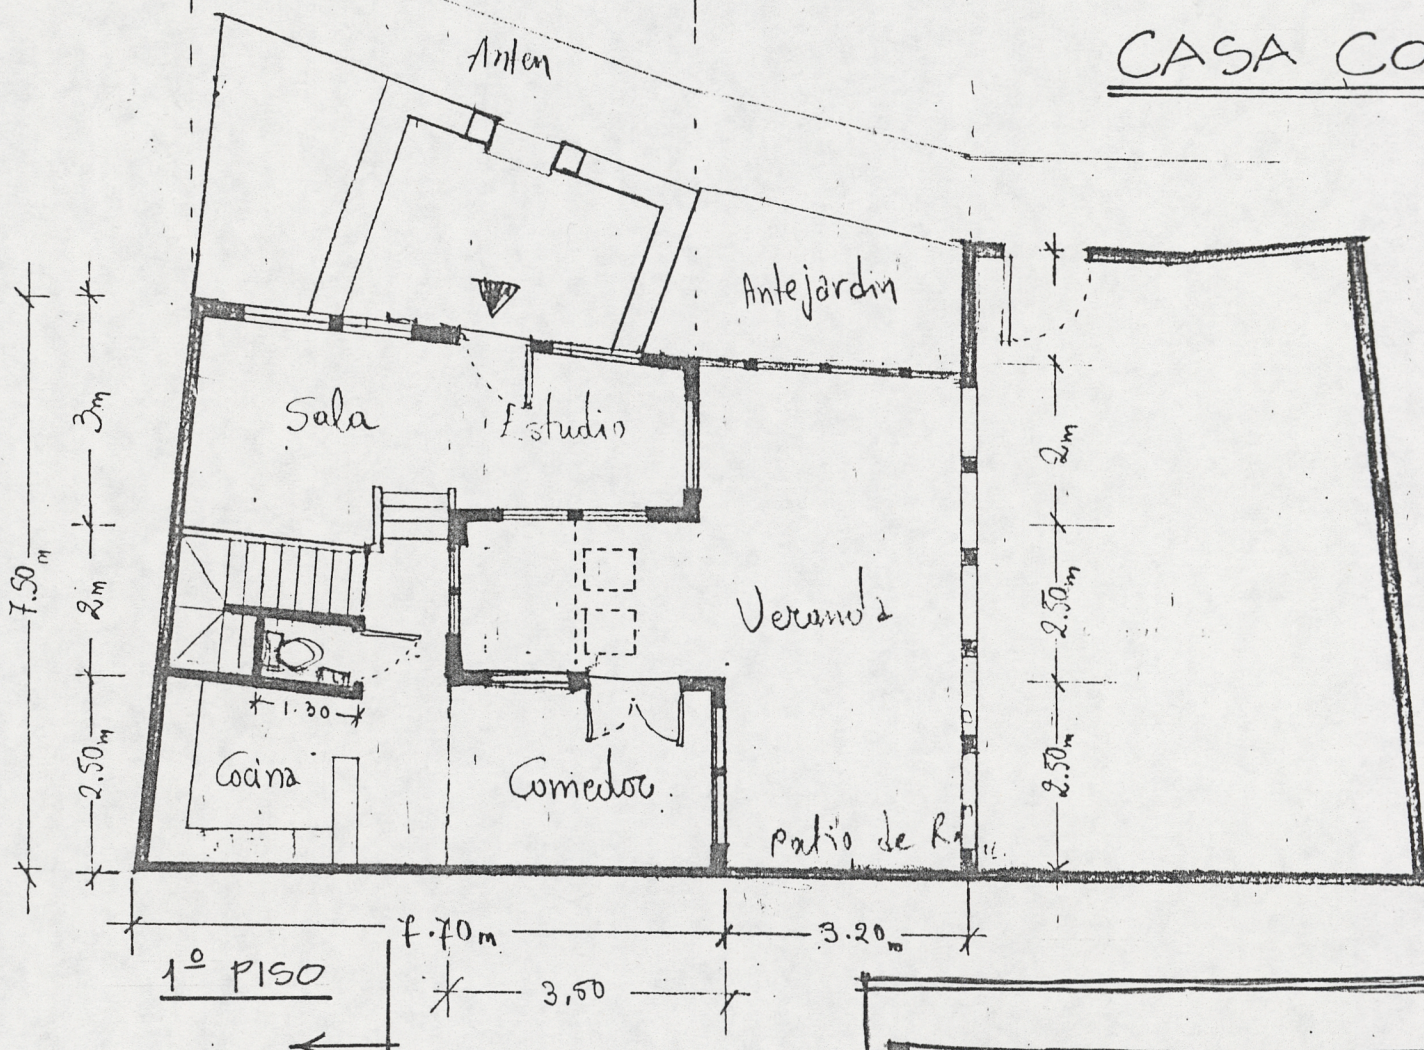 Anten
CASA CO
Antejardin
Sala
Estudio
3m
2m
7.50m
2m
2.50m
Veranda
1.30
Cocina
Comedor.
2.50m
2.50m
patio de
7.70m
3.20m
1º PISO
3,50